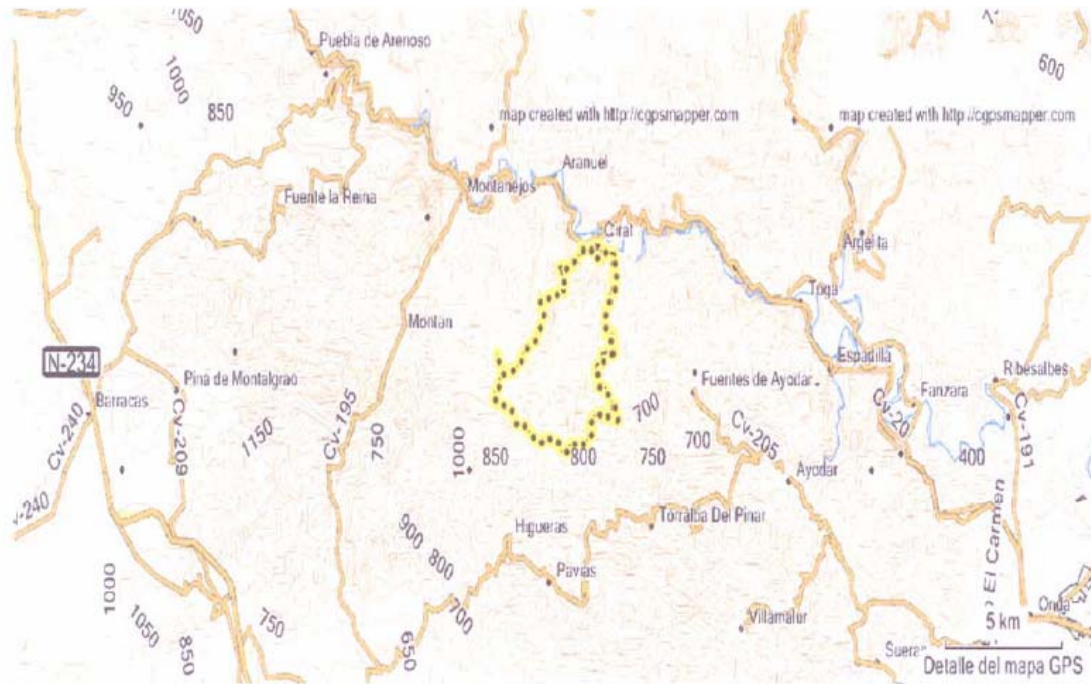 1050
Puebla de Arenoso
1000
950
850
600
map created with http://cgpsmapper.com
map created with http://cgpsmapper.com
Aranuel
Montanejos
Fuente la Reina
Cirat
Argelita
Toga
Montan
Espadilla
N-234
Pina de Montalgrao
Fuentes de Ayodar
Ribesalbes
Fanzara
Barracas
700
Cv-240
Cv-209
1150
Cv-195
750
1000
850
800
750
700
Cv-205
Cv-20
400
Cv-191
Ayodar
-240
Higueras
Torralba Del Pinar
900
800
Pavias
700
El Carmen
1000
1050
850
750
650
Villamalur
Onda
5 km
Sueras
Detalle del mapa GPS